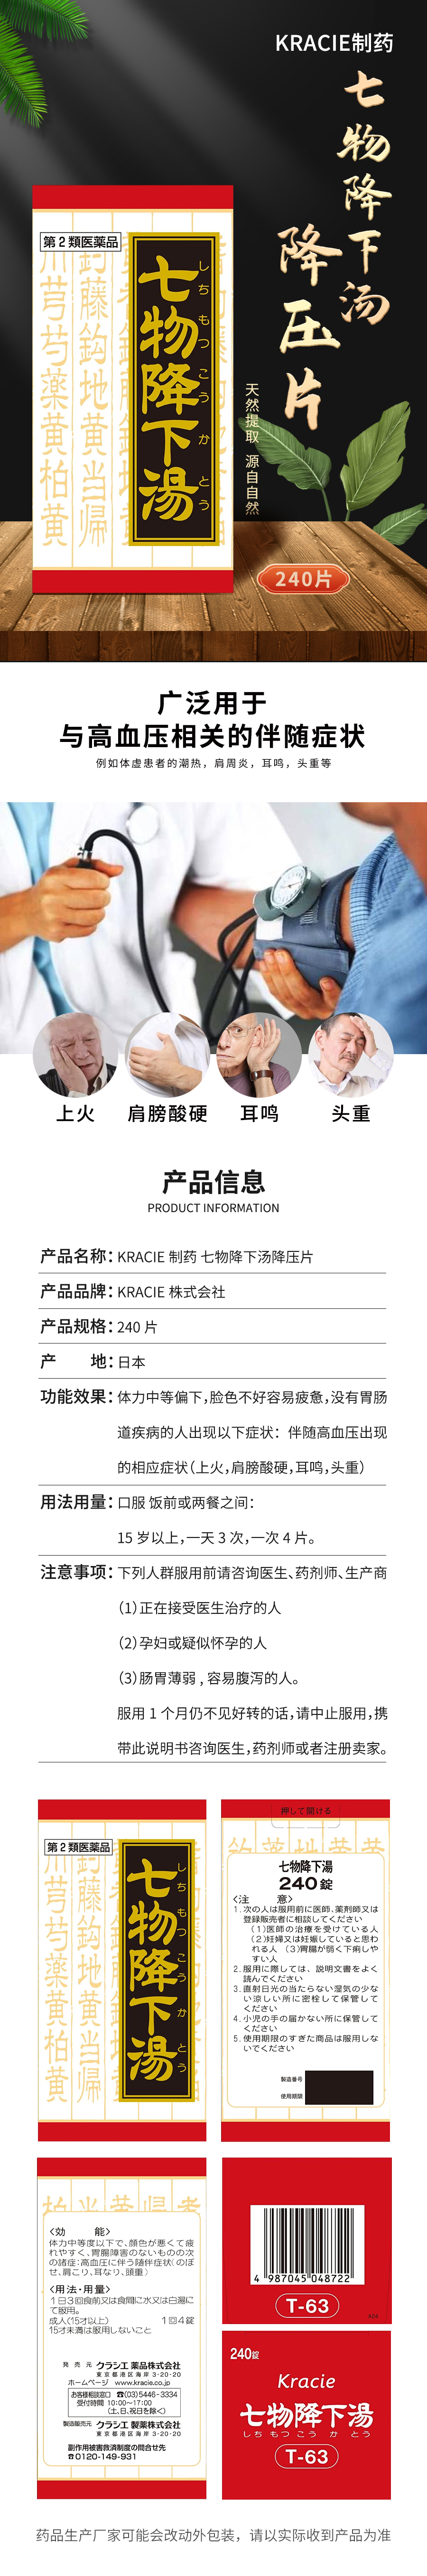 KRACIE制药
七物降下汤
降压片
第2類医薬品
七物降下湯
しちもつこうかとう
川芎芍薬黄柏黄
釣藤鈎地黄当帰
天然提取 源自自然
240片
广泛用于
与高血压相关的伴随症状
例如体虚患者的潮热，肩周炎，耳鸣，头重等
上火 肩膀酸硬 耳鸣 头重
产品信息
PRODUCT INFORMATION
产品名称：KRACIE 制药 七物降下汤降压片
产品品牌：KRACIE 株式会社
产品规格：240 片
产 地：日本
功能效果：体力中等偏下，脸色不好容易疲惫，没有胃肠
道疾病的人出现以下症状：伴随高血压出现
的相应症状（上火，肩膀酸硬，耳鸣，头重）
用法用量：口服 饭前或两餐之间：
15 岁以上，一天 3 次，一次 4 片。
注意事项：下列人群服用前请咨询医生、药剂师、生产商
（1）正在接受医生治疗的人
（2）孕妇或疑似怀孕的人
（3）肠胃薄弱，容易腹泻的人。
服用 1 个月仍不见好转的话，请中止服用，携
带此说明书咨询医生，药剂师或者注册卖家。
第2類医薬品
七物降下湯
しちもつこうかとう
川芎芍薬黄柏黄
釣藤鈎地黄当帰
押して開ける
七物降下湯
240錠
〈注 意〉
1.次の人は服用前に医師、薬剤師又は
登録販売者に相談してください
（1）医師の治療を受けている人
（2）妊婦又は妊娠していると思わ
れる人 （3）胃腸が弱く下痢しや
すい人
2.服用に際しては、説明文書をよく
読んでください
3.直射日光の当たらない湿気の少な
い涼しい所に密栓して保管して
ください
4.小児の手の届かない所に保管して
ください
5.使用期限のすぎた商品は服用しな
いでください
製造番号
使用期限
〈効 能〉
体力中等度以下で、顔色が悪くて疲
れやすく、胃腸障害のないものの次
の諸症：高血圧に伴う随伴症状（のぼ
せ、肩こり、耳なり、頭重）
〈用法・用量〉
1日3回食前又は食間に水又は白湯に
て服用。
成人（15才以上） 1回4錠
15才未満は服用しないこと
発売元 クラシエ薬品株式会社
東京都港区海岸3-20-20
ホームページ www.kracie.co.jp
お客様相談窓口 ☎(03)5446-3334
受付時間 10:00〜17:00
（土、日、祝日を除く）
製造販売元 クラシエ製薬株式会社
東京都港区海岸3-20-20
副作用被害救済制度の問合せ先
☎0120-149-931
4 987045 048722
T-63
240錠
Kracie
七物降下湯
しちもつこうかとう
T-63
药品生产厂家可能会改动外包装，请以实际收到产品为准